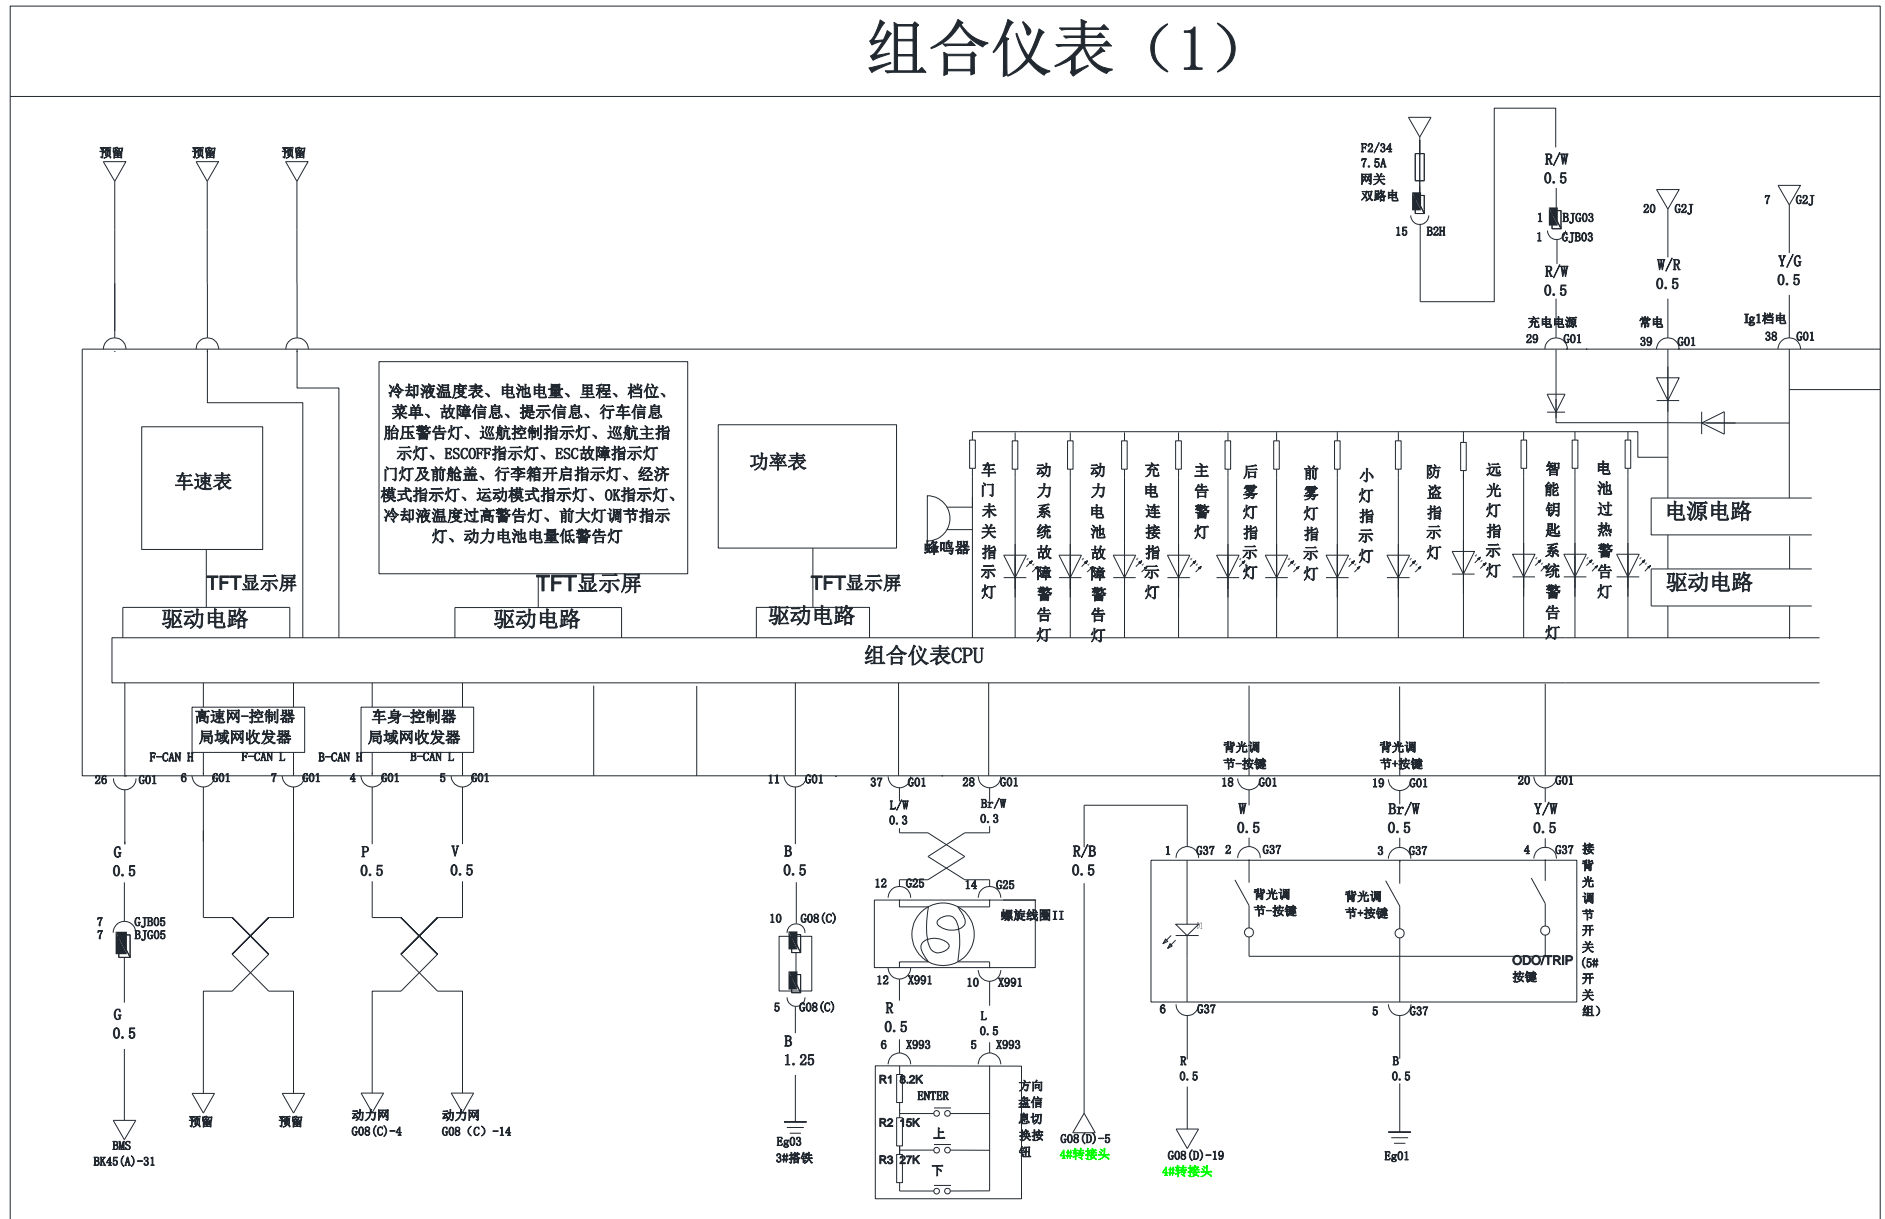 组合仪表（1）
预留
预留
预留
F2/34
7.5A
网关
双路电
15 B2H
R/W
0.5
1 BJG03
1 GJB03
R/W
0.5
20 G2J
W/R
0.5
7 G2J
Y/G
0.5
充电电源
29 G01
常电
39 G01
Ig1档电
38 G01
车速表
TFT显示屏
驱动电路
冷却液温度表、电池电量、里程、档位、
菜单、故障信息、提示信息、行车信息
胎压警告灯、巡航控制指示灯、巡航主指
示灯、ESCOFF指示灯、ESC故障指示灯
门灯及前舱盖、行李箱开启指示灯、经济
模式指示灯、运动模式指示灯、OK指示灯、
冷却液温度过高警告灯、前大灯调节指示
灯、动力电池电量低警告灯
TFT显示屏
驱动电路
功率表
TFT显示屏
驱动电路
蜂鸣器
车门未关指示灯
动力系统故障警告灯
动力电池故障警告灯
充电连接指示灯
主告警灯
后雾灯指示灯
前雾灯指示灯
小灯指示灯
防盗指示灯
远光灯指示灯
智能钥匙系统警告灯
电池过热警告灯
电源电路
驱动电路
组合仪表CPU
高速网-控制器
局域网收发器
车身-控制器
局域网收发器
F-CAN H
F-CAN L
B-CAN H
B-CAN L
背光调
节-按键
背光调
节+按键
26 G01
6 G01
7 G01
4 G01
5 G01
11 G01
37 G01
28 G01
18 G01
19 G01
20 G01
G
0.5
7 GJB05
7 BJG05
G
0.5
BMS
BK45(A)-31
预留
预留
P
0.5
V
0.5
动力网
G08(C)-4
动力网
G08（C）-14
B
0.5
10 G08(C)
5 G08(C)
B
1.25
Eg03
3#搭铁
L/W
0.3
Br/W
0.3
12 G25
14 G25
螺旋线圈II
12 X991
10 X991
R
0.5
L
0.5
6 X993
5 X993
R1 8.2K
ENTER
R2 15K
上
R3 27K
下
方向
盘信
息切
换按
钮
R/B
0.5
G08(D)-5
4#转接头
W
0.5
Br/W
0.5
Y/W
0.5
1 G37
2 G37
3 G37
4 G37
背光调
节-按键
背光调
节+按键
ODO/TRIP
按键
接背光调节开关(5#开关组)
6 G37
5 G37
R
0.5
G08(D)-19
4#转接头
B
0.5
Eg01